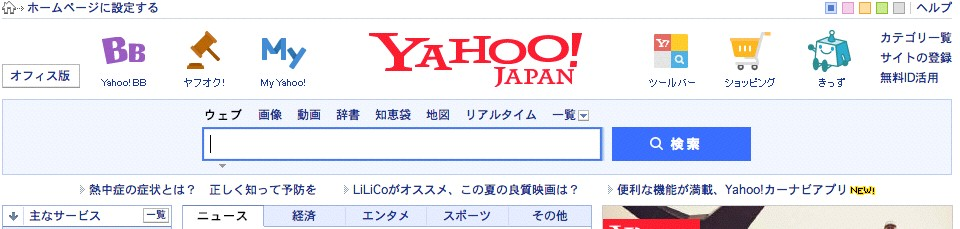 ホームページに設定する
ヘルプ
BB
My
YAHOO!
JAPAN
Y!
オフィス版
Yahoo! BB
ヤフオク!
My Yahoo!
ツールバー
ショッピング
きっず
カテゴリ一覧
サイトの登録
無料ID活用
ウェブ 画像 動画 辞書 知恵袋 地図 リアルタイム 一覧
検索
熱中症の症状とは? 正しく知って予防を
LiLiCoがオススメ、この夏の良質映画は?
便利な機能が満載、Yahoo!カーナビアプリ NEW!
主なサービス 一覧
ニュース 経済 エンタメ スポーツ その他